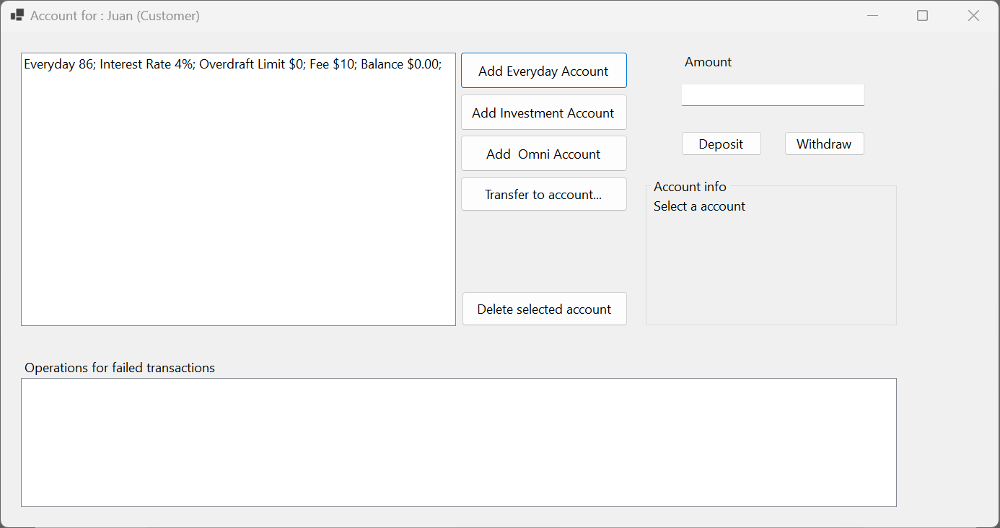 Account for : Juan (Customer)
Everyday 86; Interest Rate 4%; Overdraft Limit $0; Fee $10; Balance $0.00;
Add Everyday Account
Add Investment Account
Add  Omni Account
Transfer to account...
Delete selected account
Amount
Deposit
Withdraw
Account info
Select a account
Operations for failed transactions